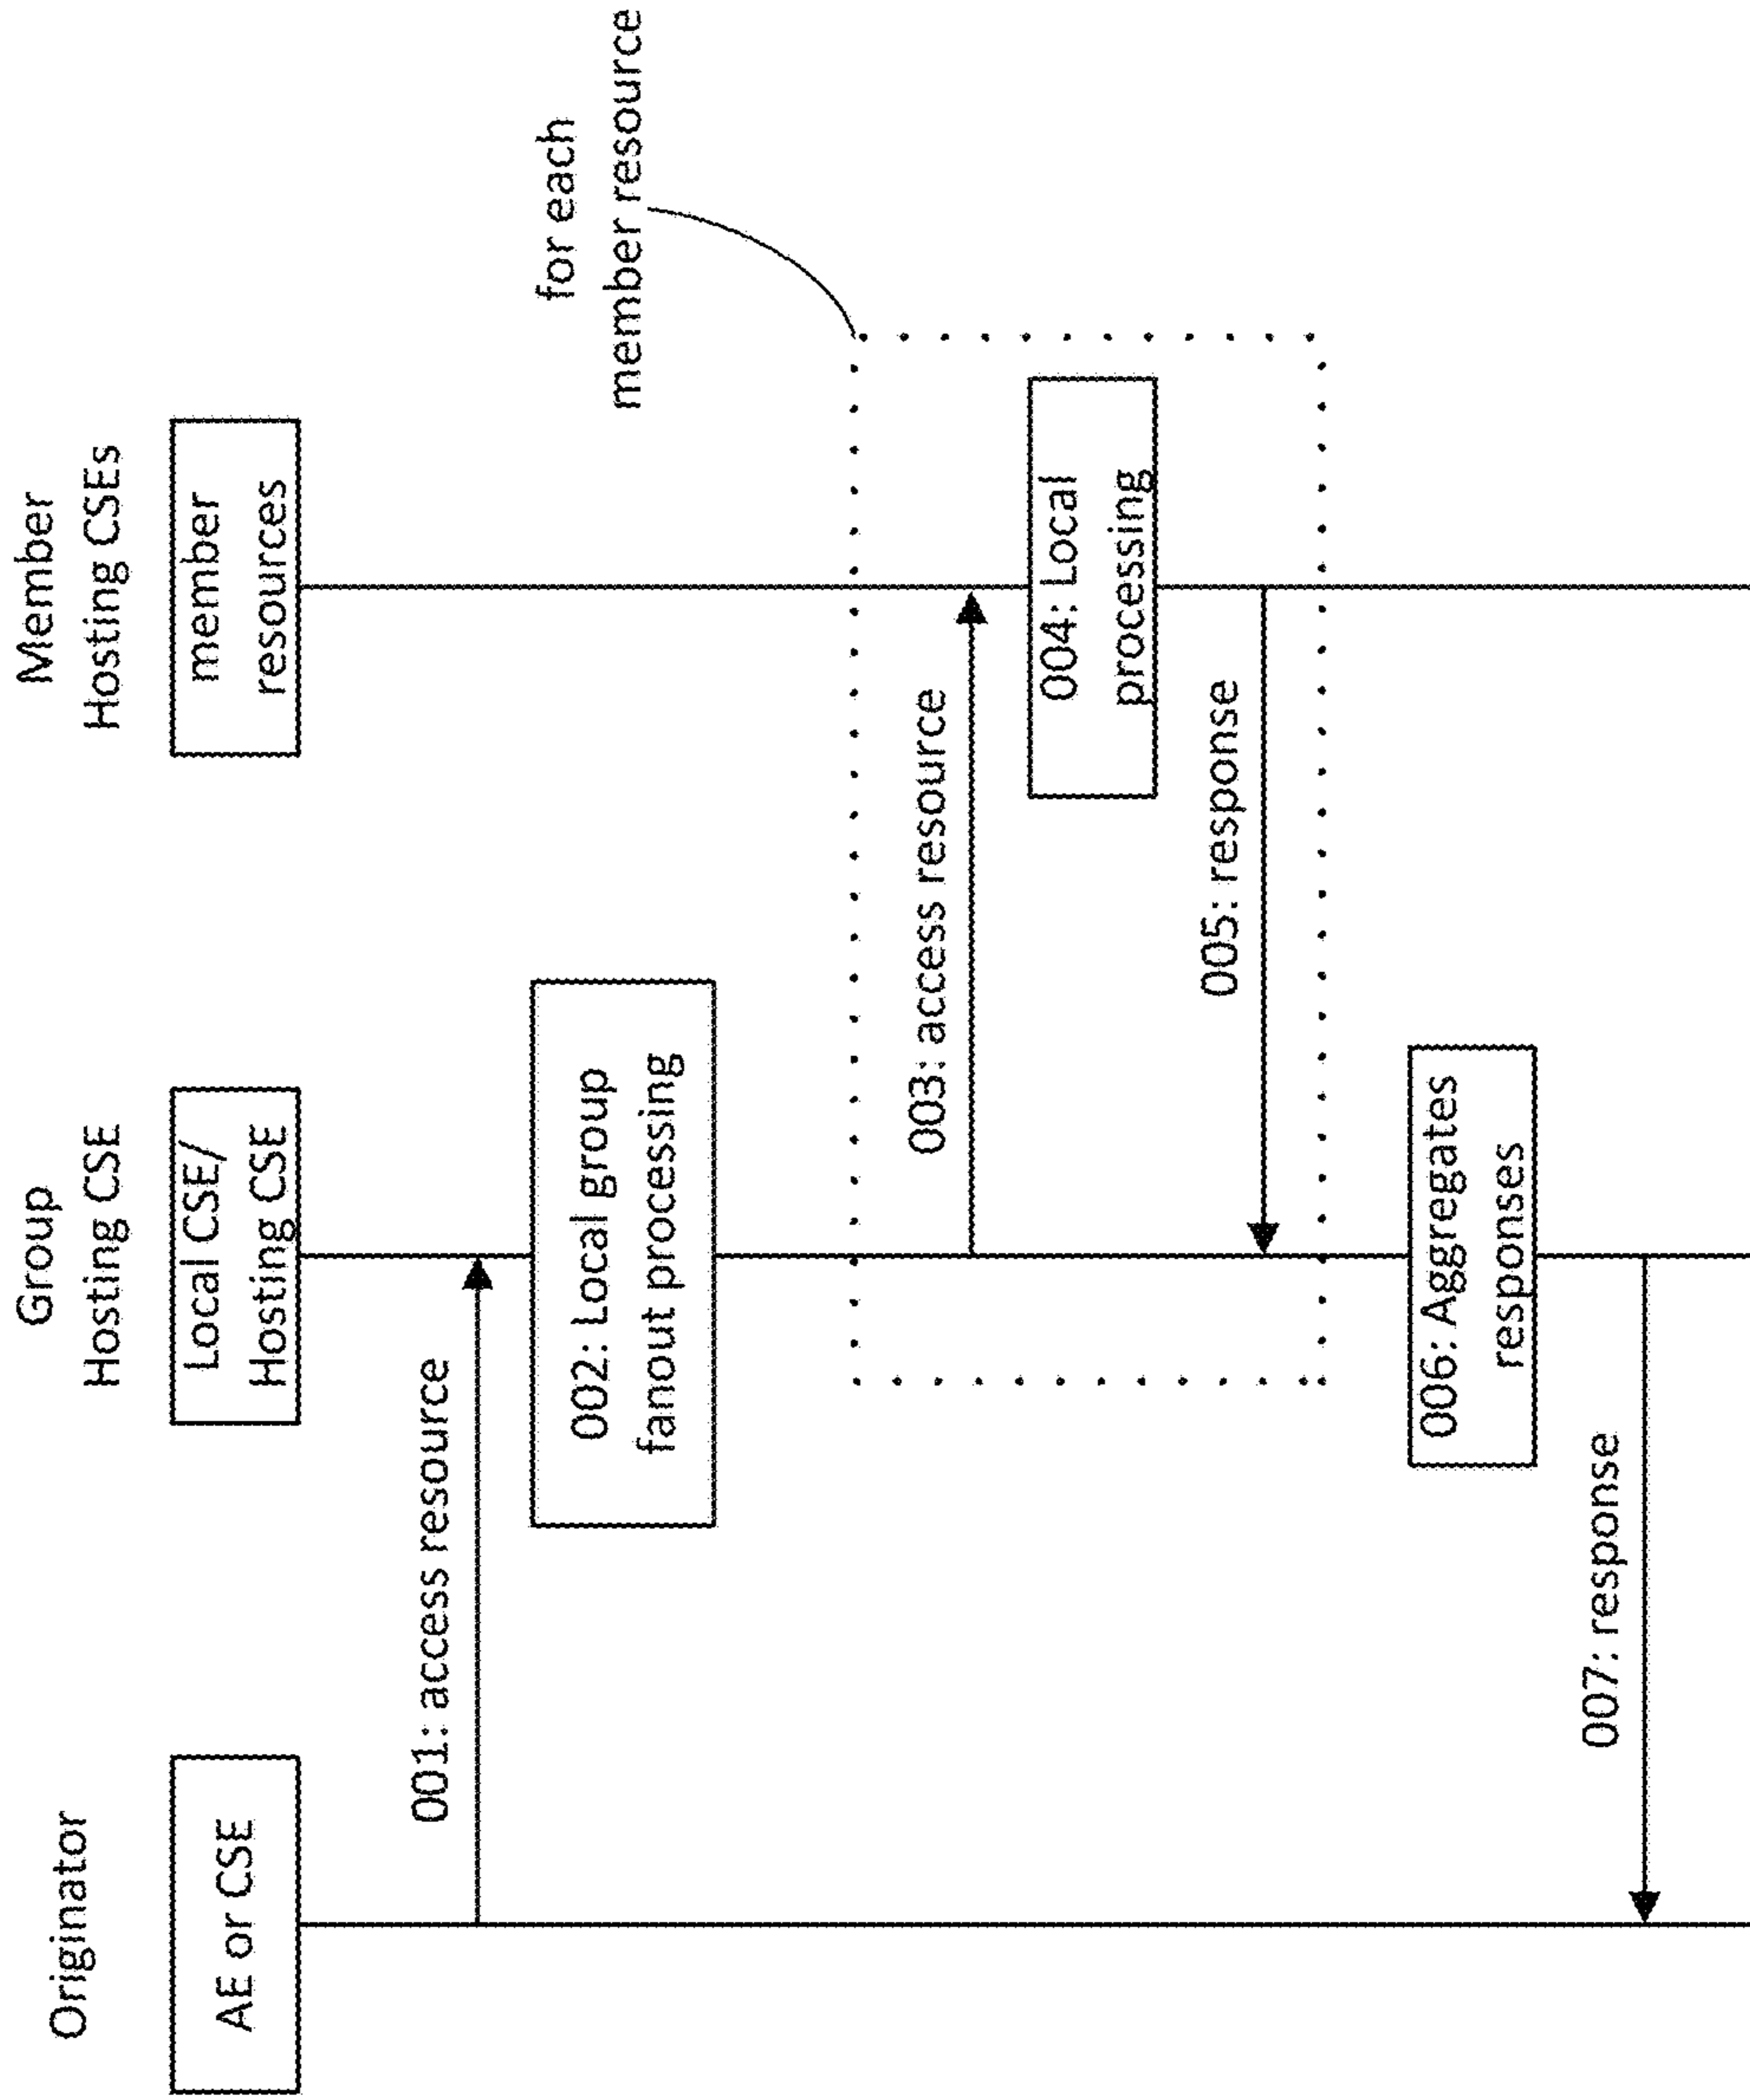 Originator
Group
Hosting CSE
Member
Hosting CSEs
AE or CSE
Local CSE/
Hosting CSE
member
resources
001: access resource
002: Local group
fanout processing
for each
member resource
003: access resource
004: Local
processing
005: response
006: Aggregates
responses
007: response